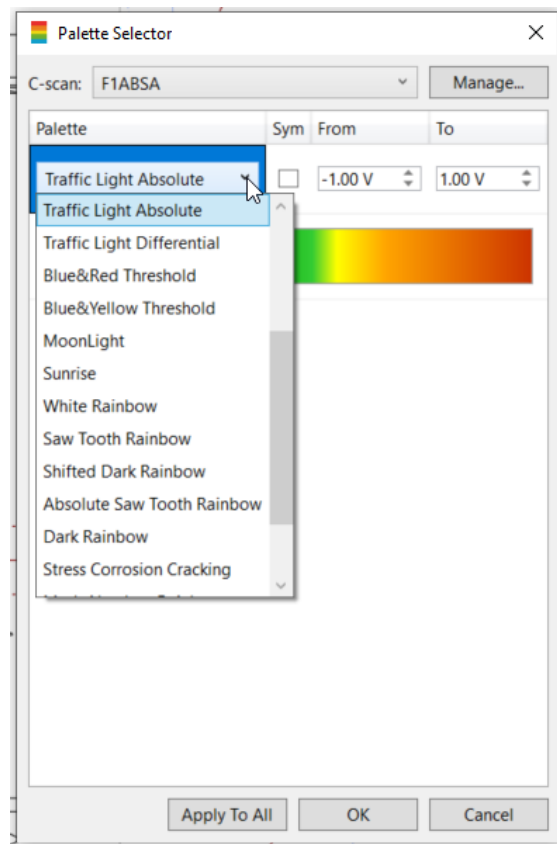 Palette Selector
C-scan: F1ABSA Manage...
Palette Sym From To
Traffic Light Absolute -1.00 V 1.00 V
Traffic Light Absolute
Traffic Light Differential
Blue&Red Threshold
Blue&Yellow Threshold
MoonLight
Sunrise
White Rainbow
Saw Tooth Rainbow
Shifted Dark Rainbow
Absolute Saw Tooth Rainbow
Dark Rainbow
Stress Corrosion Cracking
Apply To All OK Cancel